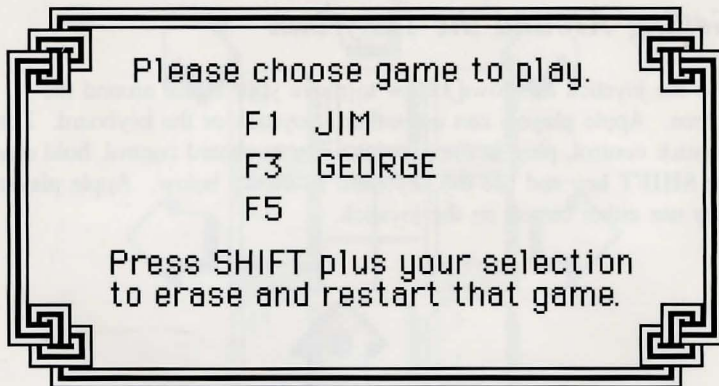 Please choose game to play.
F1 JIM
F3 GEORGE
F5
Press SHIFT plus your selection
to erase and restart that game.